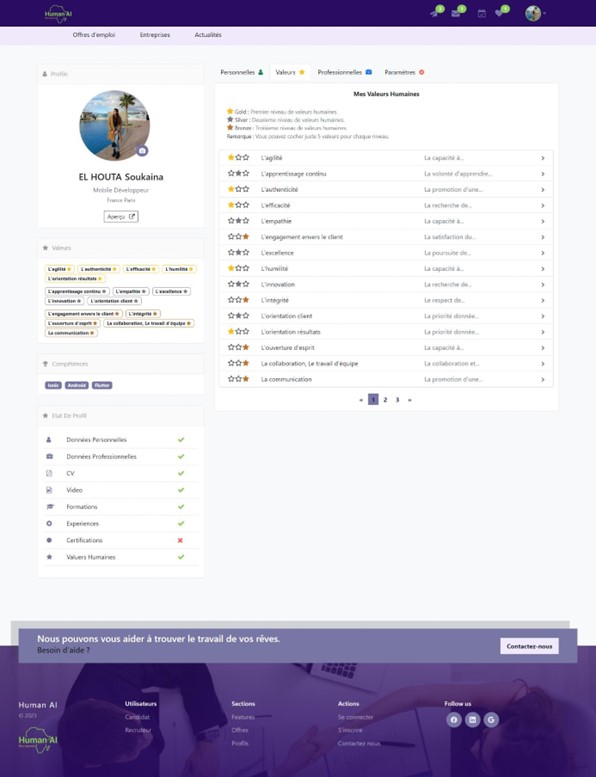 Human AI
3
3
1
Offres d'emploi Entreprises Actualités
Profile
EL HOUTA Soukaina
Mobile Développeur
France Paris
Aperçu
Valeurs
L'agilité L'authenticité L'efficacité L'humilité
L'orientation résultats
L'apprentissage continu L'empathie L'excellence
L'innovation L'orientation client
L'engagement envers le client L'intégrité
L'ouverture d'esprit La collaboration, Le travail d'équipe
La communication
Compétences
Ionic Android Flutter
Etat De Profil
Données Personnelles
Données Professionnelles
CV
Video
Formations
Experiences
Certifications
Valuers Humaines
Personnelles Valeurs Professionnelles Paramètres
Mes Valeurs Humaines
Gold : Premier niveau de valeurs humaines.
Silver : Deuxieme niveau de valeurs humaines.
Bronze : Troisième niveau de valeurs humaines.
Remarque : Vous pouvez cocher juste 5 valeurs pour chaque niveau.
L'agilité La capacité à...
L'apprentissage continu La volonté d'apprendre...
L'authenticité La promotion d'une...
L'efficacité La recherche de...
L'empathie La capacité à...
L'engagement envers le client La satisfaction du...
L'excellence La poursuite de...
L'humilité La capacité à...
L'innovation La recherche de...
L'intégrité Le respect de...
L'orientation client La priorité donnée...
L'orientation résultats La priorité donnée...
L'ouverture d'esprit La capacité à...
La collaboration, Le travail d'équipe La collaboration et...
La communication La promotion d'une...
« 1 2 3 »
Nous pouvons vous aider à trouver le travail de vos rêves.
Besoin d'aide ?
Contactez-nous
Human AI
© 2023
Human AI
Utilisateurs
Candidat
Recruteur
Sections
Features
Offres
Profils
Actions
Se connecter
S'inscrire
Contactez nous
Follow us